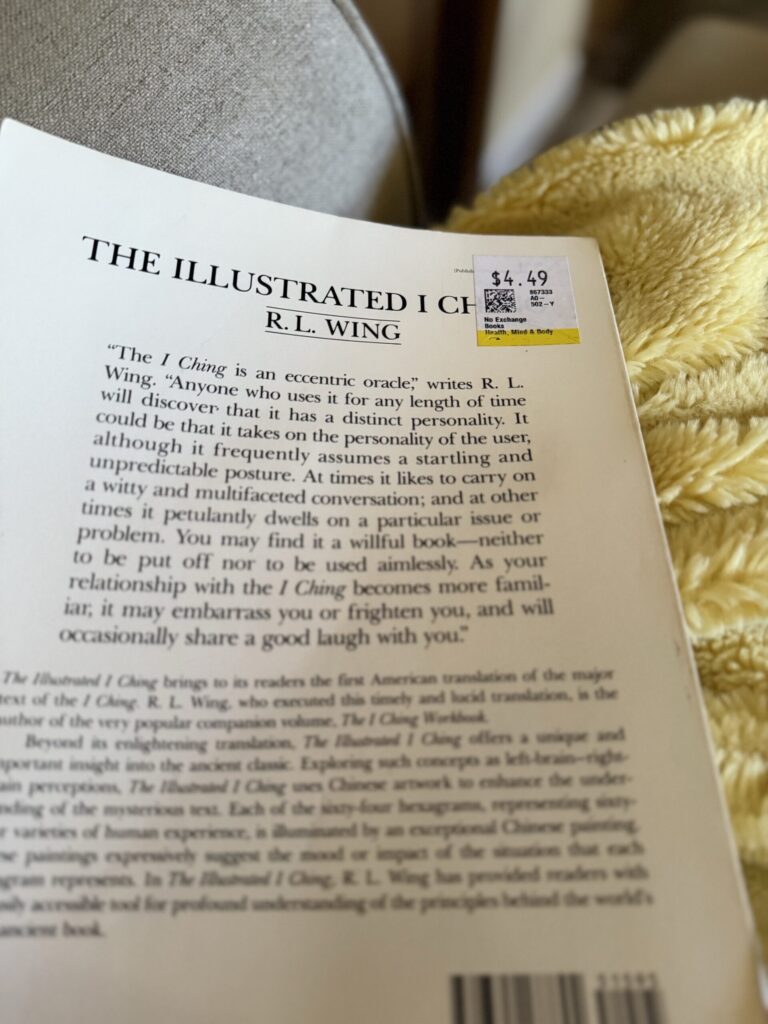 THE ILLUSTRATED I CH
R. L. WING
$4.49
867333
AG-
502-Y
No Exchange
Books
Health, Mind & Body
"The I Ching is an eccentric oracle," writes R. L.
Wing. "Anyone who uses it for any length of time
will discover that it has a distinct personality. It
could be that it takes on the personality of the user,
although it frequently assumes a startling and
unpredictable posture. At times it likes to carry on
a witty and multifaceted conversation; and at other
times it petulantly dwells on a particular issue or
problem. You may find it a willful book—neither
to be put off nor to be used aimlessly. As your
relationship with the I Ching becomes more famil-
iar, it may embarrass you or frighten you, and will
occasionally share a good laugh with you."
The Illustrated I Ching brings to its readers the first American translation of the major
text of the I Ching. R. L. Wing, who executed this timely and lucid translation, is the
author of the very popular companion volume, The I Ching Workbook.
Beyond its enlightening translation, The Illustrated I Ching offers a unique and
portant insight into the ancient classic. Exploring such concepts as left-brain–right-
ain perceptions, The Illustrated I Ching uses Chinese artwork to enhance the under-
nding of the mysterious text. Each of the sixty-four hexagrams, representing sixty-
r varieties of human experience, is illuminated by an exceptional Chinese painting.
se paintings expressively suggest the mood or impact of the situation that each
agram represents. In The Illustrated I Ching, R. L. Wing has provided readers with
sily accessible tool for profound understanding of the principles behind the world's
ancient book.